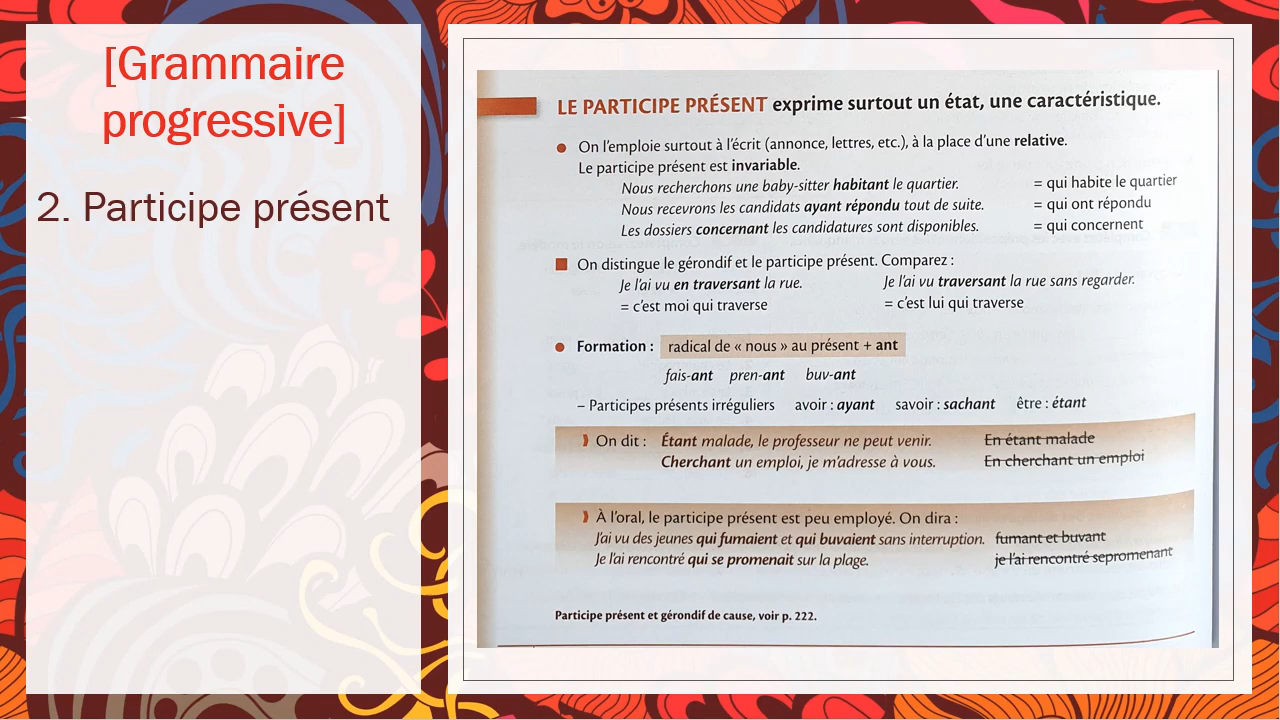 [Grammaire
progressive]
2. Participe présent
LE PARTICIPE PRÉSENT exprime surtout un état, une caractéristique.
● On l'emploie surtout à l'écrit (annonce, lettres, etc.), à la place d'une relative.
Le participe présent est invariable.
Nous recherchons une baby-sitter habitant le quartier. = qui habite le quartier
Nous recevrons les candidats ayant répondu tout de suite. = qui ont répondu
Les dossiers concernant les candidatures sont disponibles. = qui concernent
■ On distingue le gérondif et le participe présent. Comparez :
Je l'ai vu en traversant la rue. Je l'ai vu traversant la rue sans regarder.
= c'est moi qui traverse = c'est lui qui traverse
● Formation : radical de « nous » au présent + ant
fais-ant pren-ant buv-ant
– Participes présents irréguliers avoir : ayant savoir : sachant être : étant
On dit : Étant malade, le professeur ne peut venir. En étant malade
Cherchant un emploi, je m'adresse à vous. En cherchant un emploi
À l'oral, le participe présent est peu employé. On dira :
J'ai vu des jeunes qui fumaient et qui buvaient sans interruption. fumant et buvant
Je l'ai rencontré qui se promenait sur la plage. je l'ai rencontré sepromenant
Participe présent et gérondif de cause, voir p. 222.